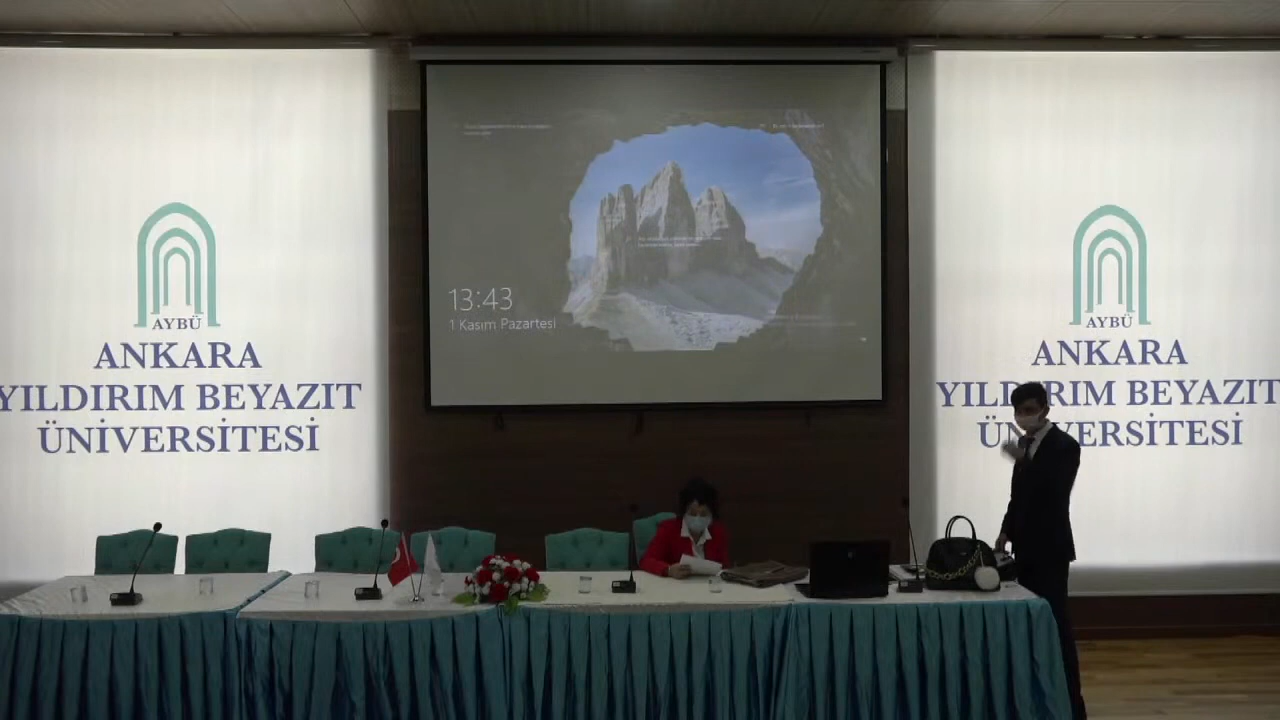 AYBÜ
ANKARA
YILDIRIM BEYAZIT
ÜNİVERSİTESİ
13:43
1 Kasım Pazartesi
AYBÜ
ANKARA
YILDIRIM BEYAZIT
ÜNİVERSİTESİ